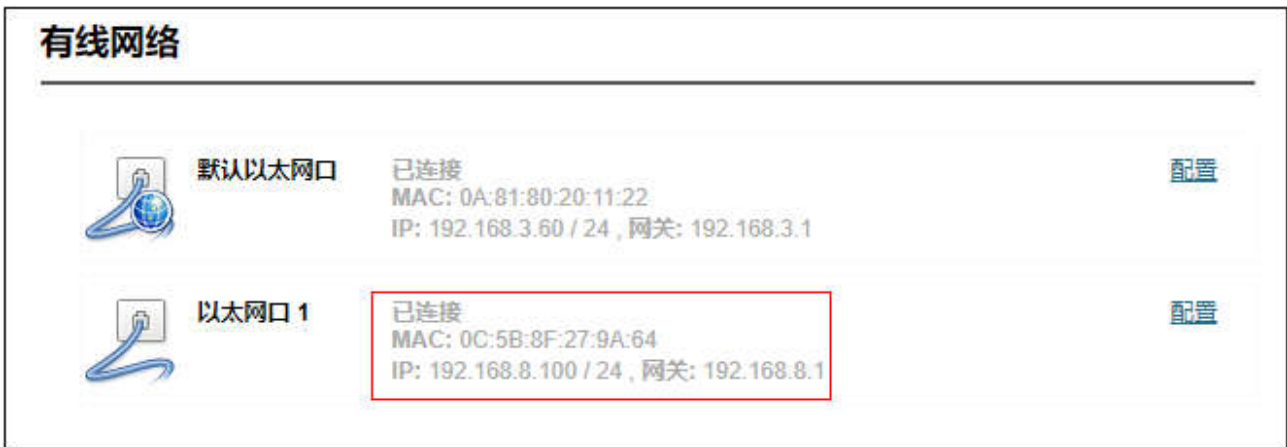 有线网络
默认以太网口
已连接
配置
MAC: 0A:81:80:20:11:22
IP: 192.168.3.60 / 24 , 网关: 192.168.3.1
以太网口 1
已连接
配置
MAC: 0C:5B:8F:27:9A:64
IP: 192.168.8.100 / 24 , 网关: 192.168.8.1